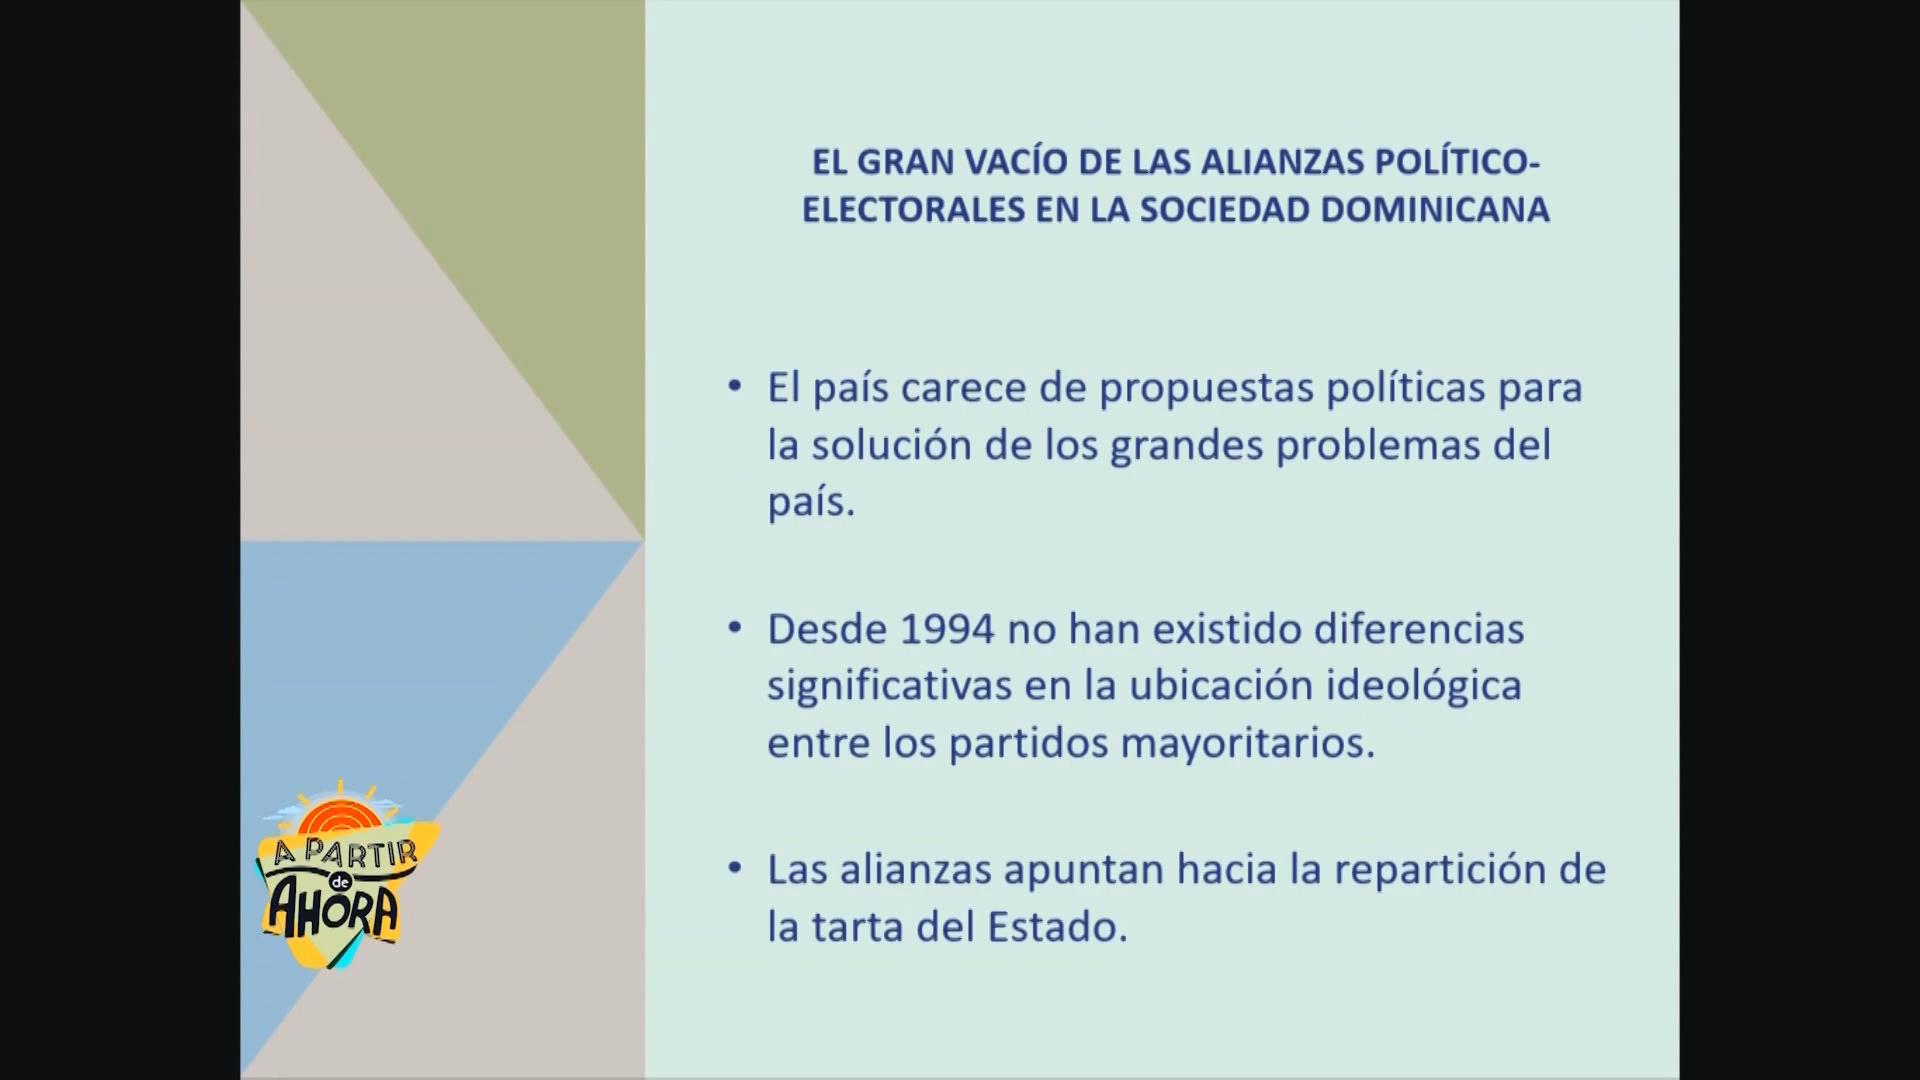 EL GRAN VACÍO DE LAS ALIANZAS POLÍTICO-
ELECTORALES EN LA SOCIEDAD DOMINICANA
• El país carece de propuestas políticas para
la solución de los grandes problemas del
país.
• Desde 1994 no han existido diferencias
significativas en la ubicación ideológica
entre los partidos mayoritarios.
• Las alianzas apuntan hacia la repartición de
la tarta del Estado.
A PARTIR
de
AHORA